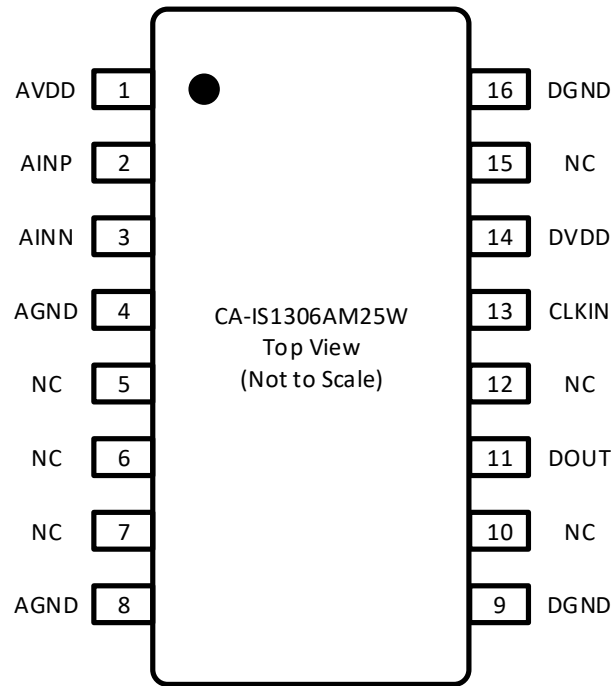 AVDD 1 16 DGND
AINP 2 15 NC
AINN 3 14 DVDD
AGND 4 13 CLKIN
CA-IS1306AM25W
Top View
(Not to Scale)
NC 5 12 NC
NC 6 11 DOUT
NC 7 10 NC
AGND 8 9 DGND